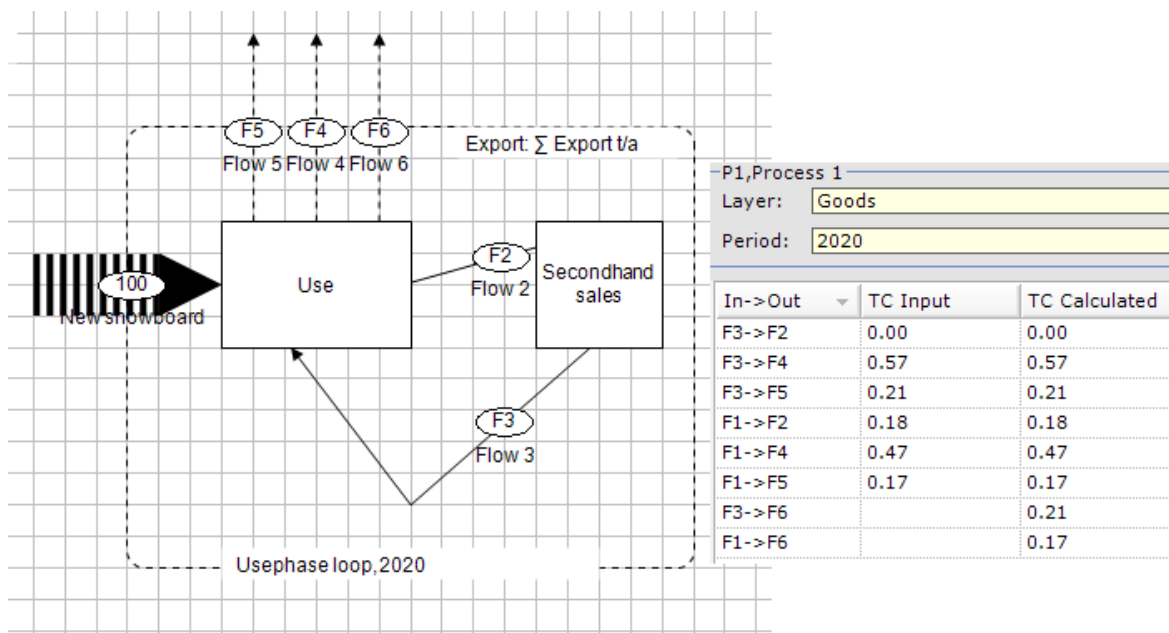 F5 F4 F6
Flow 5 Flow 4 Flow 6
Export: ∑ Export t/a
100
New snowboard
Use
F2
Flow 2
Secondhand
sales
F3
Flow 3
Usephase loop,2020
P1,Process 1
Layer: Goods
Period: 2020
In->Out TC Input TC Calculated
F3->F2 0.00 0.00
F3->F4 0.57 0.57
F3->F5 0.21 0.21
F1->F2 0.18 0.18
F1->F4 0.47 0.47
F1->F5 0.17 0.17
F3->F6 0.21
F1->F6 0.17